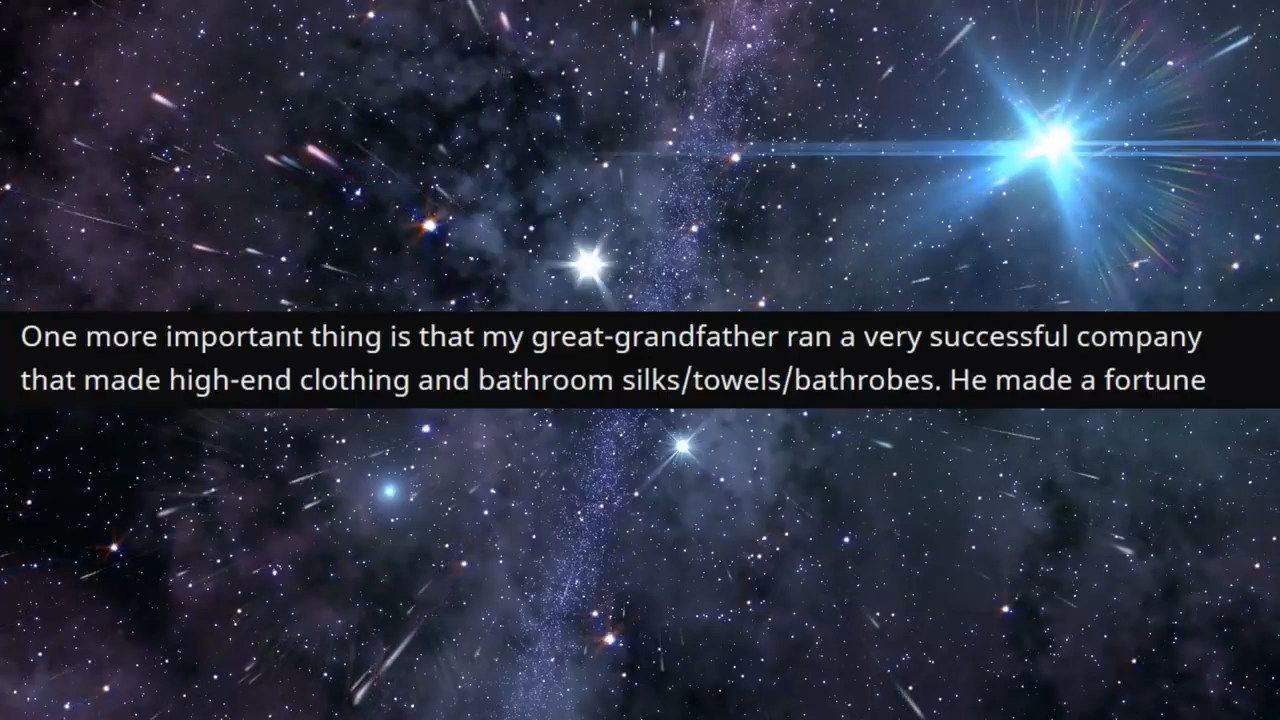 One more important thing is that my great-grandfather ran a very successful company
that made high-end clothing and bathroom silks/towels/bathrobes. He made a fortune